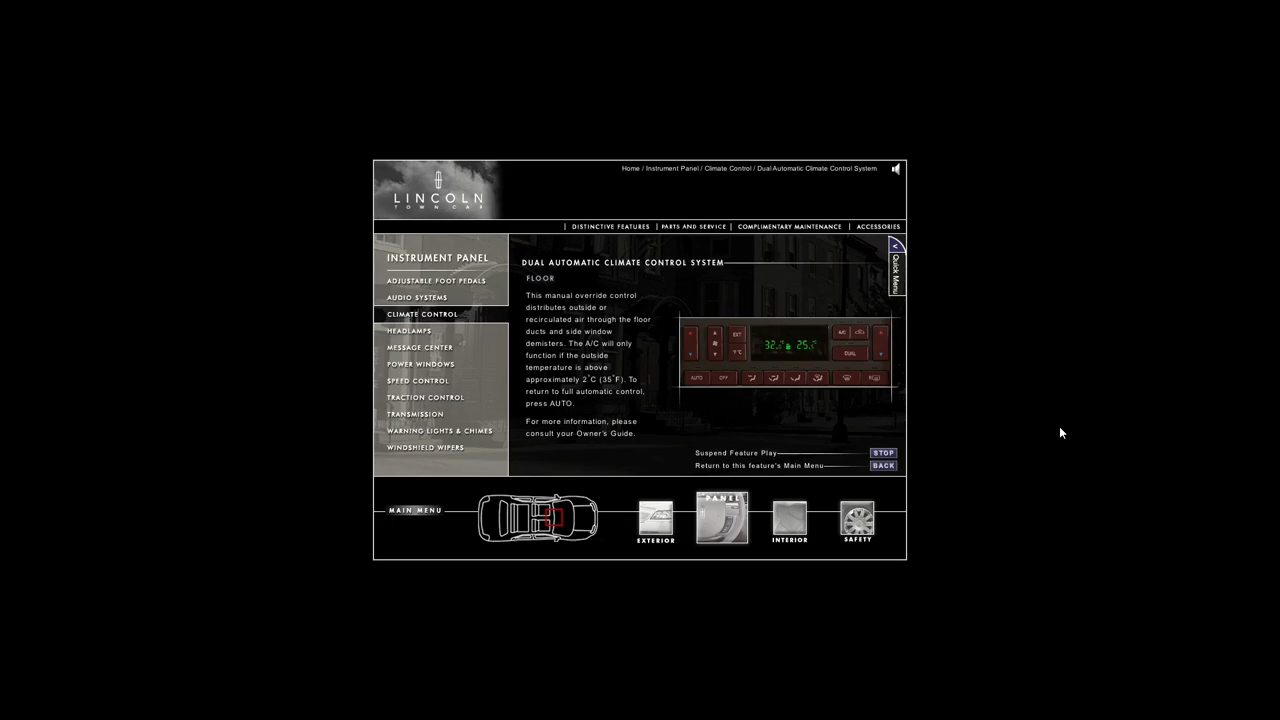 Home / Instrument Panel / Climate Control / Dual Automatic Climate Control System
LINCOLN
TOWN CAR
DISTINCTIVE FEATURES | PARTS AND SERVICE | COMPLIMENTARY MAINTENANCE | ACCESSORIES
INSTRUMENT PANEL
ADJUSTABLE FOOT PEDALS
AUDIO SYSTEMS
CLIMATE CONTROL
HEADLAMPS
MESSAGE CENTER
POWER WINDOWS
SPEED CONTROL
TRACTION CONTROL
TRANSMISSION
WARNING LIGHTS & CHIMES
WINDSHIELD WIPERS
DUAL AUTOMATIC CLIMATE CONTROL SYSTEM
FLOOR
This manual override control
distributes outside or
recirculated air through the floor
ducts and side window
demisters. The A/C will only
function if the outside
temperature is above
approximately 2°C (35°F). To
return to full automatic control,
press AUTO.
For more information, please
consult your Owner's Guide.
<
Quick Menu
EXT
A/C
°F/°C
32.
25.
DUAL
AUTO
OFF
Suspend Feature Play
STOP
Return to this feature's Main Menu
BACK
MAIN MENU
EXTERIOR
PANEL
INTERIOR
SAFETY